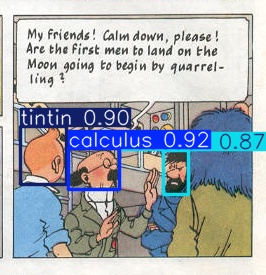 My friends! Calm down, please!
Are the first men to land on the
Moon going to begin by quarrel-
ling?
tintin 0.90
calculus 0.92
0.87